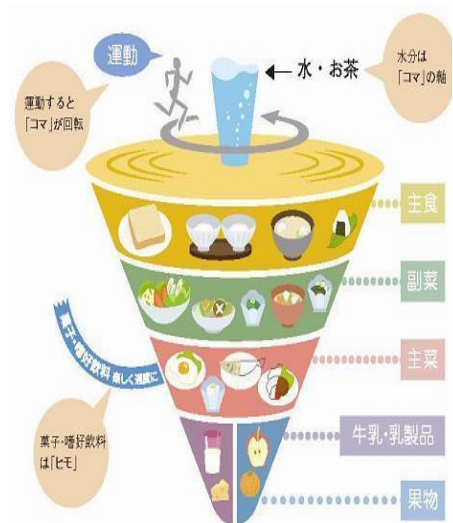 運動
水・お茶
水分は
「コマ」の軸
運動すると
「コマ」が回転
主食
副菜
主菜
菓子・嗜好飲料 楽しく適度に
菓子・嗜好飲料
は「ヒモ」
牛乳・乳製品
果物